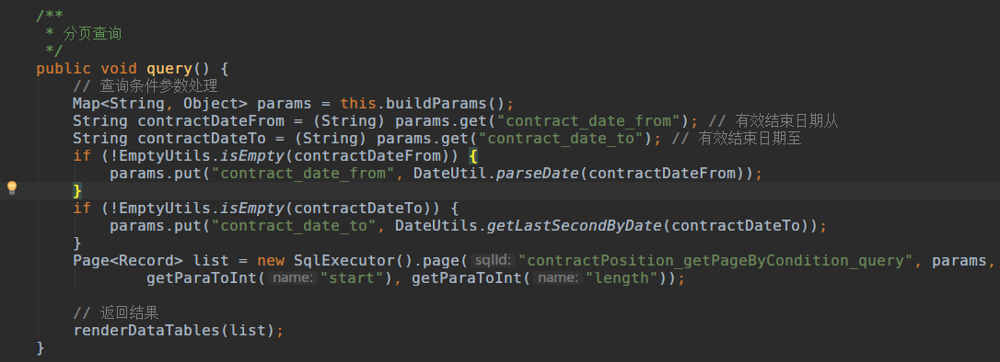 /**
 * 分页查询
 */
public void query() {
    // 查询条件参数处理
    Map<String, Object> params = this.buildParams();
    String contractDateFrom = (String) params.get("contract_date_from"); // 有效结束日期从
    String contractDateTo = (String) params.get("contract_date_to"); // 有效结束日期至
    if (!EmptyUtils.isEmpty(contractDateFrom)) {
        params.put("contract_date_from", DateUtil.parseDate(contractDateFrom));
    }
    if (!EmptyUtils.isEmpty(contractDateTo)) {
        params.put("contract_date_to", DateUtils.getLastSecondByDate(contractDateTo));
    }
    Page<Record> list = new SqlExecutor().page( sqlId: "contractPosition_getPageByCondition_query", params,
            getParaToInt( name: "start"), getParaToInt( name: "length"));
    // 返回结果
    renderDataTables(list);
}